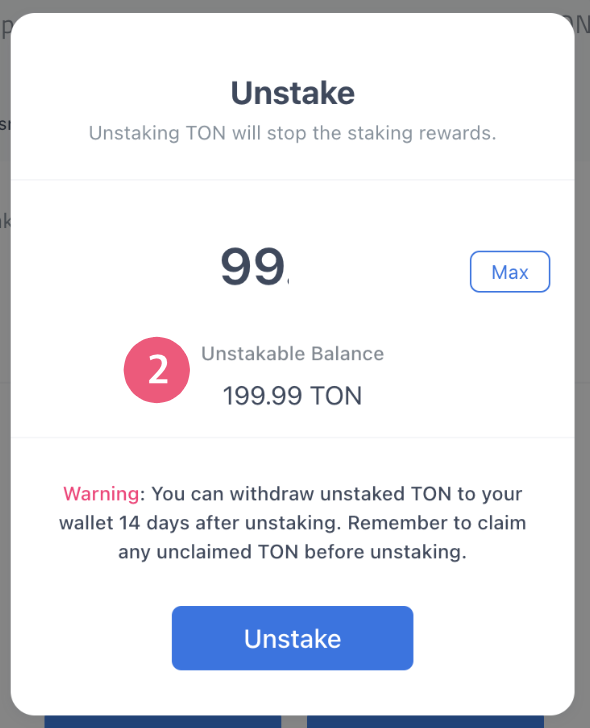 Unstake
Unstaking TON will stop the staking rewards.
99.
Max
2
Unstakable Balance
199.99 TON
Warning: You can withdraw unstaked TON to your
wallet 14 days after unstaking. Remember to claim
any unclaimed TON before unstaking.
Unstake